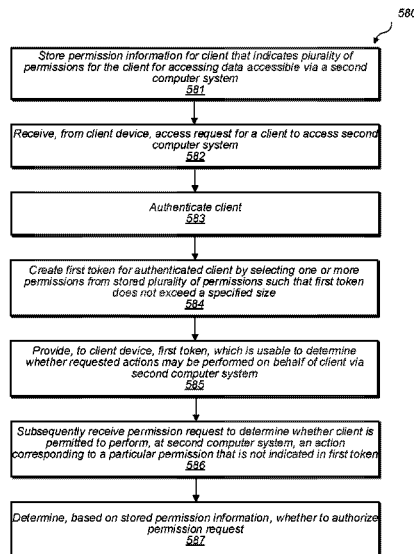 580
Store permission information for client that indicates plurality of
permissions for the client for accessing data accessible via a second
computer system
581
Receive, from client device, access request for a client to access second
computer system
582
Authenticate client
583
Create first token for authenticated client by selecting one or more
permissions from stored plurality of permissions such that first token
does not exceed a specified size
584
Provide, to client device, first token, which is usable to determine
whether requested actions may be performed on behalf of client via
second computer system
585
Subsequently receive permission request to determine whether client is
permitted to perform, at second computer system, an action
corresponding to a particular permission that is not indicated in first token
586
Determine, based on stored permission information, whether to authorize
permission request
587